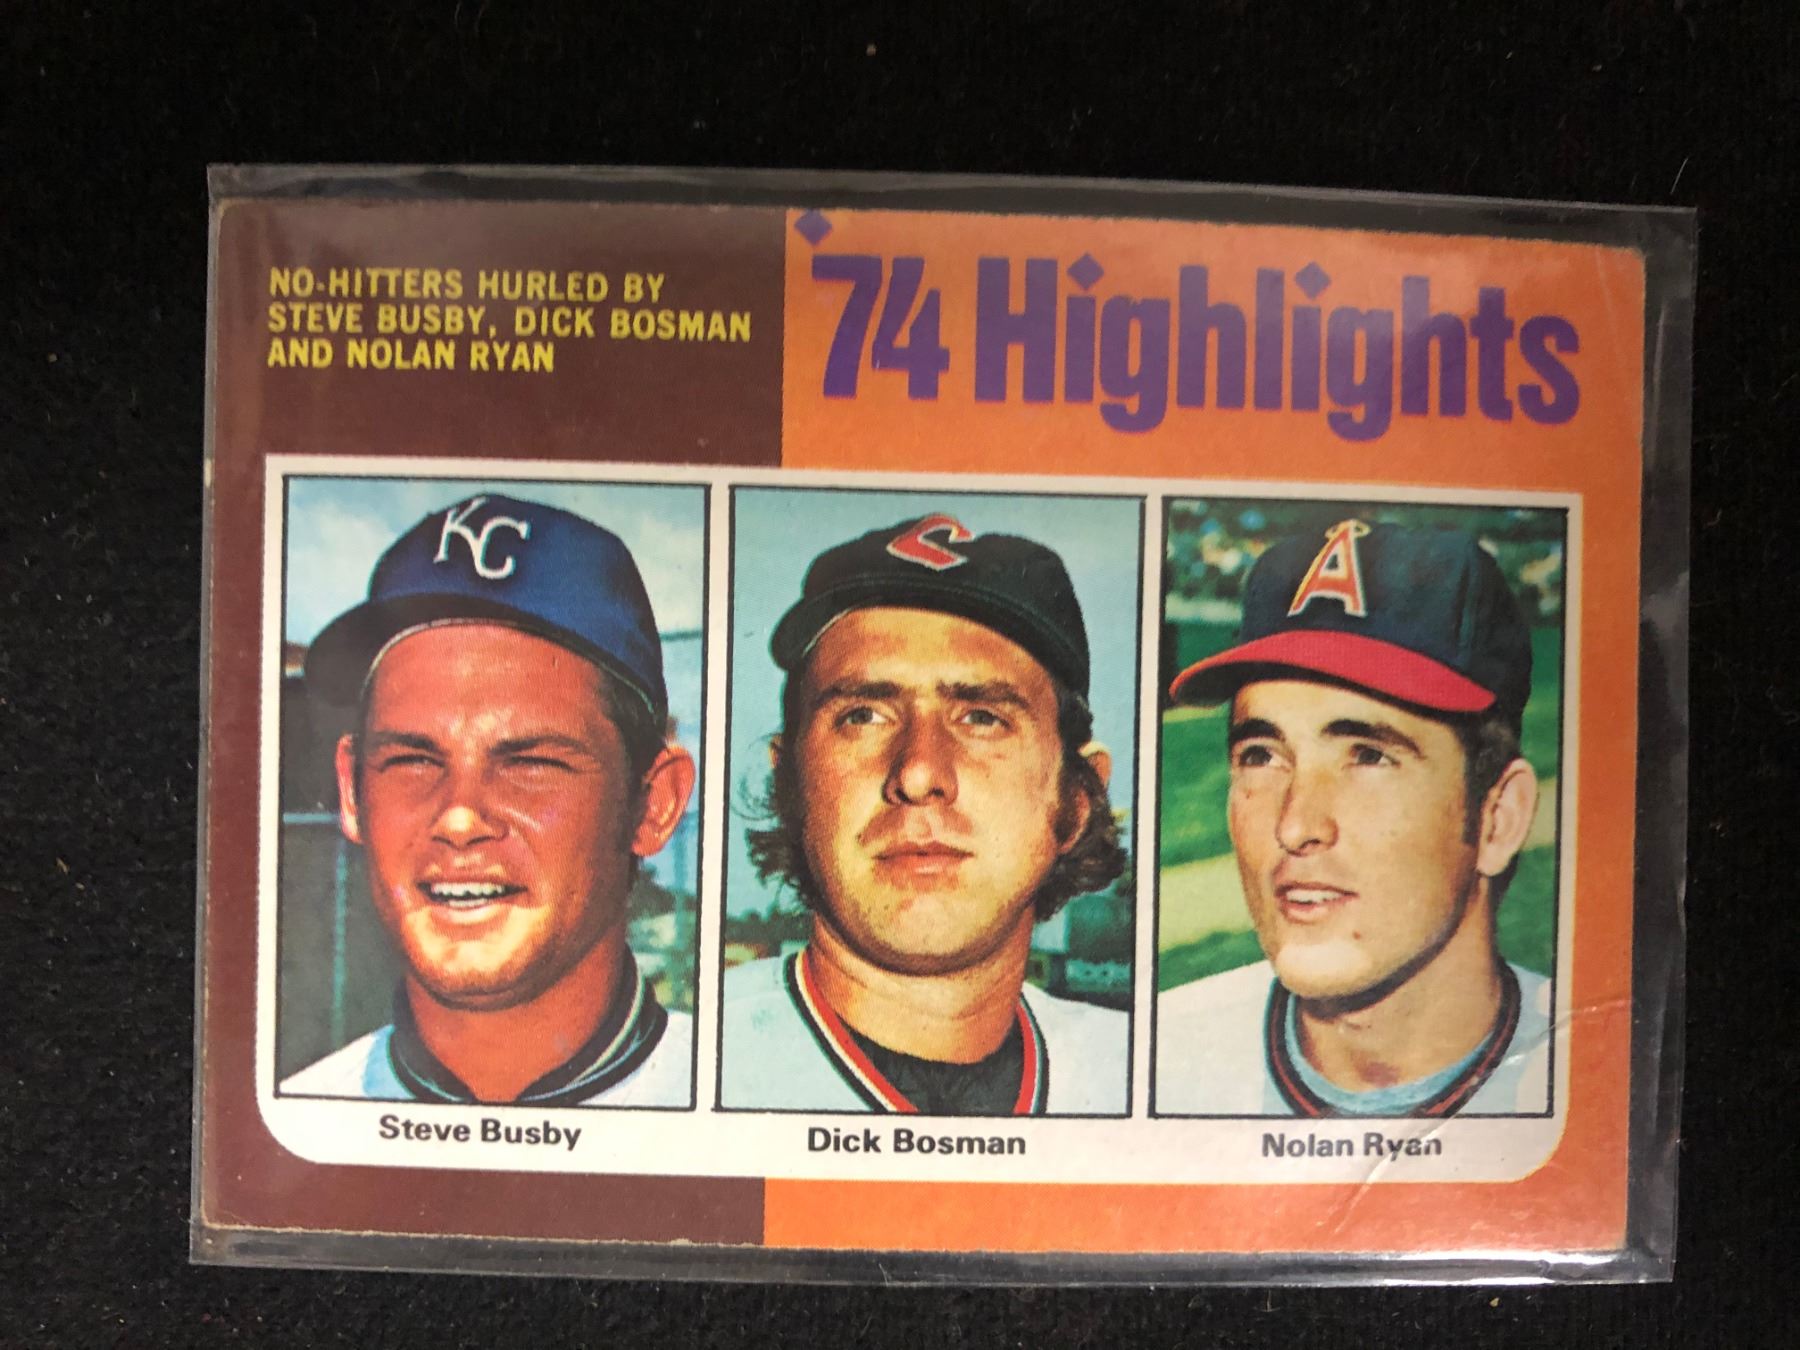 NO-HITTERS HURLED BY
STEVE BUSBY, DICK BOSMAN
AND NOLAN RYAN
'74 Highlights
KC
C
A
Steve Busby
Dick Bosman
Nolan Ryan